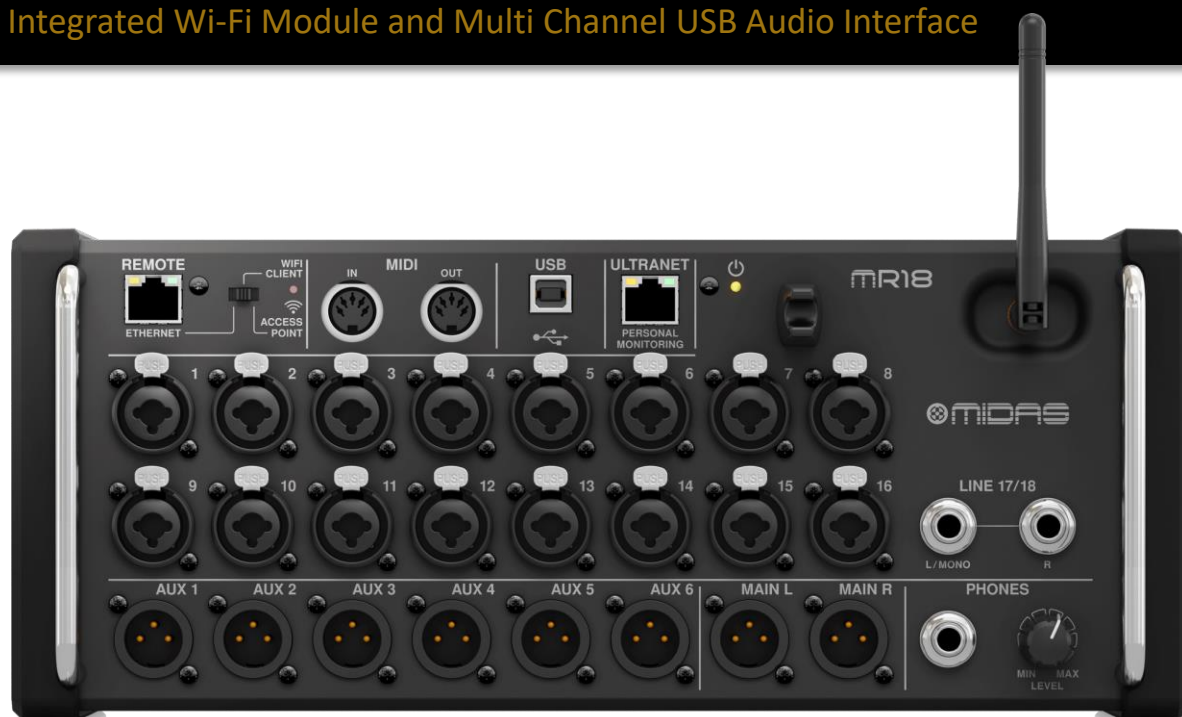 Integrated Wi-Fi Module and Multi Channel USB Audio Interface
REMOTE
WIFI
CLIENT
ACCESS
POINT
ETHERNET
MIDI
IN
OUT
USB
ULTRANET
PERSONAL
MONITORING
MR18
PUSH PUSH PUSH PUSH PUSH PUSH PUSH PUSH
1 2 3 4 5 6 7 8
MIDAS
PUSH PUSH PUSH PUSH PUSH PUSH PUSH PUSH
9 10 11 12 13 14 15 16
LINE 17/18
L/MONO R
AUX 1 AUX 2 AUX 3 AUX 4 AUX 5 AUX 6 MAIN L MAIN R PHONES
MIN MAX
LEVEL